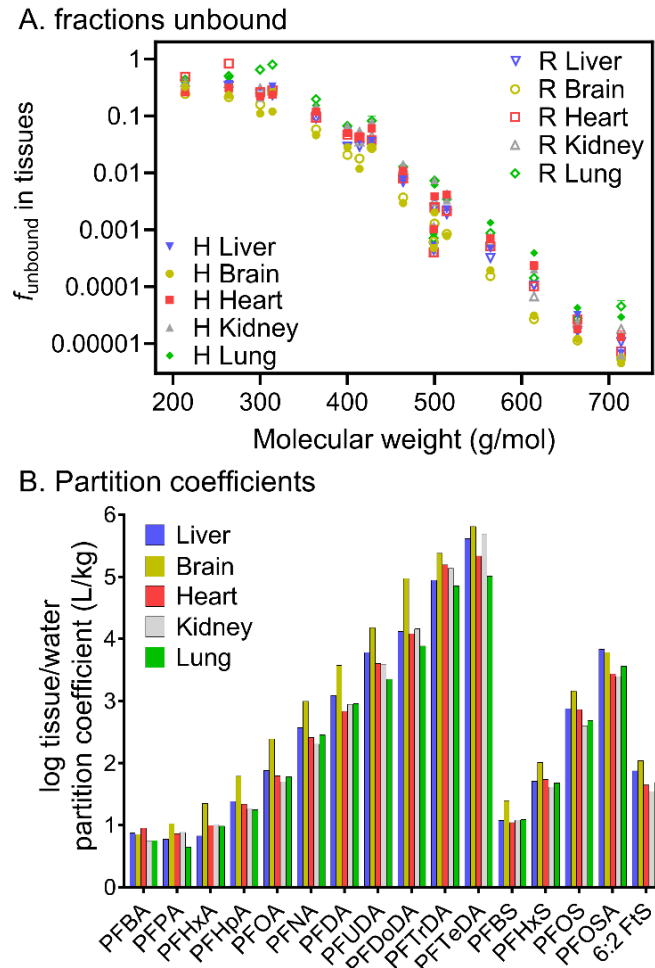 A. fractions unbound
1
0.1
0.01
0.001
0.0001
0.00001
funbound in tissues
R Liver
R Brain
R Heart
R Kidney
R Lung
H Liver
H Brain
H Heart
H Kidney
H Lung
200 300 400 500 600 700
Molecular weight (g/mol)
B. Partition coefficients
6
5
4
3
2
1
0
log tissue/water
partition coefficient (L/kg)
Liver
Brain
Heart
Kidney
Lung
PFBA
PFPA
PFHxA
PFHpA
PFOA
PFNA
PFDA
PFUDA
PFDoDA
PFTrDA
PFTeDA
PFBS
PFHxS
PFOS
PFOSA
6:2 FtS